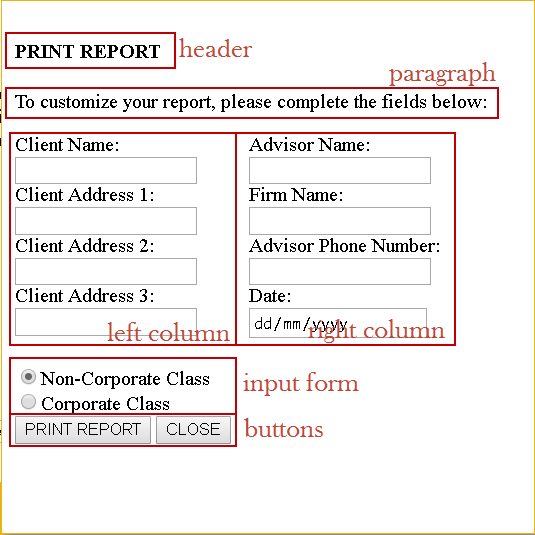 PRINT REPORT header
paragraph
To customize your report, please complete the fields below:
Client Name:
Client Address 1:
Client Address 2:
Client Address 3:
left column
Advisor Name:
Firm Name:
Advisor Phone Number:
Date:
dd/mm/yyyy
right column
Non-Corporate Class
Corporate Class
input form
PRINT REPORT CLOSE buttons